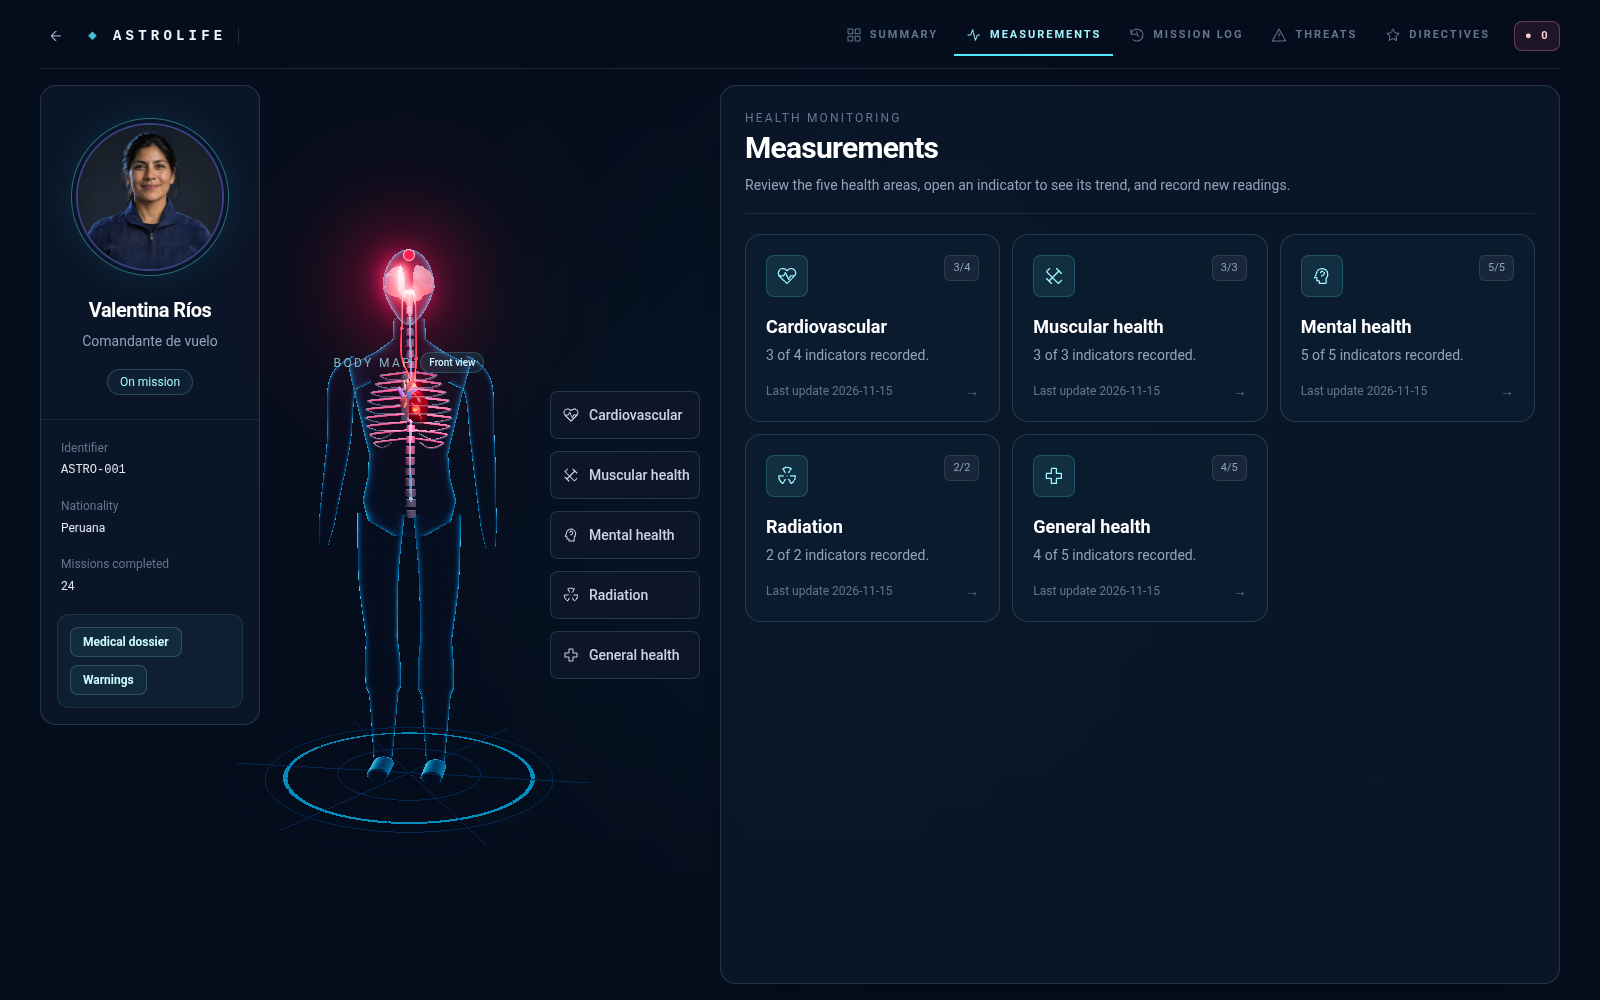 ASTROLIFE
SUMMARY
MEASUREMENTS
MISSION LOG
THREATS
DIRECTIVES
0
Valentina Ríos
Comandante de vuelo
On mission
Identifier
ASTRO-001
Nationality
Peruana
Missions completed
24
Medical dossier
Warnings
BODY MAP
Front view
Cardiovascular
Muscular health
Mental health
Radiation
General health
HEALTH MONITORING
Measurements
Review the five health areas, open an indicator to see its trend, and record new readings.
3/4
Cardiovascular
3 of 4 indicators recorded.
Last update 2026-11-15 →
3/3
Muscular health
3 of 3 indicators recorded.
Last update 2026-11-15 →
5/5
Mental health
5 of 5 indicators recorded.
Last update 2026-11-15 →
2/2
Radiation
2 of 2 indicators recorded.
Last update 2026-11-15 →
4/5
General health
4 of 5 indicators recorded.
Last update 2026-11-15 →